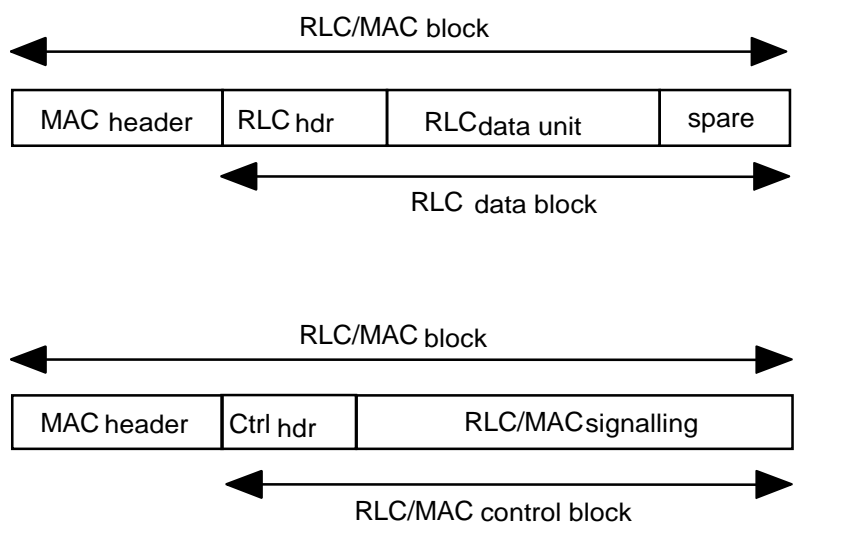 RLC/MAC block
MAC header RLC hdr RLC data unit spare
RLC data block
RLC/MAC block
MAC header Ctrl hdr RLC/MAC signalling
RLC/MAC control block